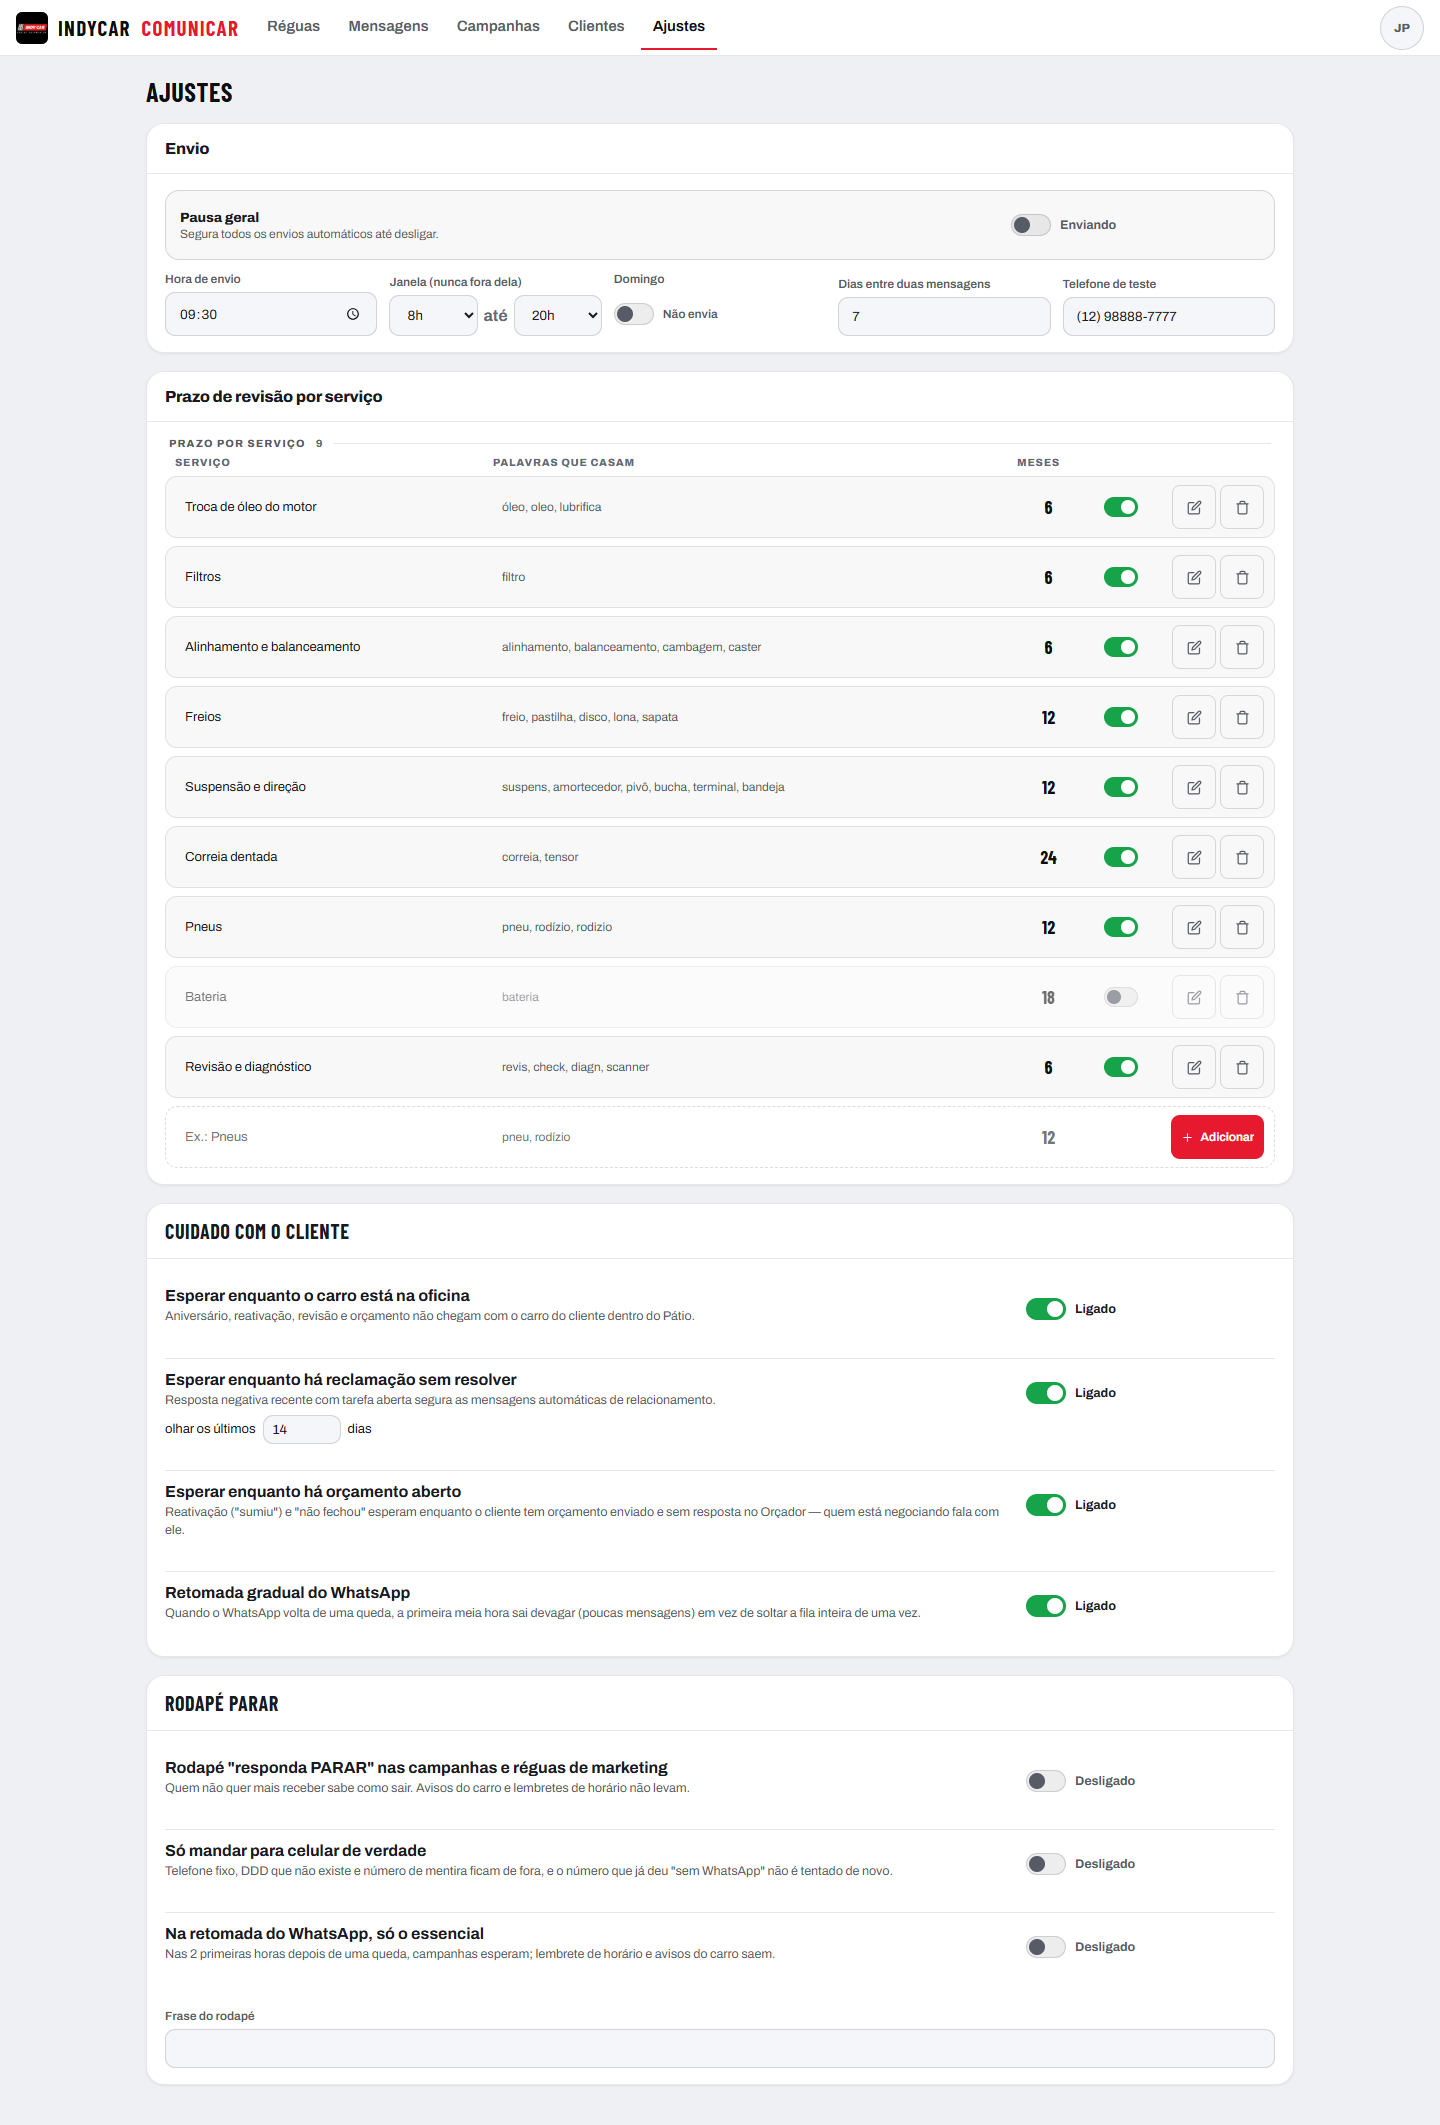 INDYCAR COMUNICAR
Réguas
Mensagens
Campanhas
Clientes
Ajustes
JP
AJUSTES
Envio
Pausa geral
Segura todos os envios automáticos até desligar.
Enviando
Hora de envio
Janela (nunca fora dela)
Domingo
Dias entre duas mensagens
Telefone de teste
09:30
8h
até
20h
Não envia
7
(12) 98888-7777
Prazo de revisão por serviço
PRAZO POR SERVIÇO 9
SERVIÇO
PALAVRAS QUE CASAM
MESES
Troca de óleo do motor
óleo, oleo, lubrifica
6
Filtros
filtro
6
Alinhamento e balanceamento
alinhamento, balanceamento, cambagem, caster
6
Freios
freio, pastilha, disco, lona, sapata
12
Suspensão e direção
suspens, amortecedor, pivô, bucha, terminal, bandeja
12
Correia dentada
correia, tensor
24
Pneus
pneu, rodízio, rodizio
12
Bateria
bateria
18
Revisão e diagnóstico
revis, check, diagn, scanner
6
Ex.: Pneus
pneu, rodízio
12
+ Adicionar
CUIDADO COM O CLIENTE
Esperar enquanto o carro está na oficina
Aniversário, reativação, revisão e orçamento não chegam com o carro do cliente dentro do Pátio.
Ligado
Esperar enquanto há reclamação sem resolver
Resposta negativa recente com tarefa aberta segura as mensagens automáticas de relacionamento.
Ligado
olhar os últimos 14 dias
Esperar enquanto há orçamento aberto
Reativação ("sumiu") e "não fechou" esperam enquanto o cliente tem orçamento enviado e sem resposta no Orçador — quem está negociando fala com
ele.
Ligado
Retomada gradual do WhatsApp
Quando o WhatsApp volta de uma queda, a primeira meia hora sai devagar (poucas mensagens) em vez de soltar a fila inteira de uma vez.
Ligado
RODAPÉ PARAR
Rodapé "responda PARAR" nas campanhas e réguas de marketing
Quem não quer mais receber sabe como sair. Avisos do carro e lembretes de horário não levam.
Desligado
Só mandar para celular de verdade
Telefone fixo, DDD que não existe e número de mentira ficam de fora, e o número que já deu "sem WhatsApp" não é tentado de novo.
Desligado
Na retomada do WhatsApp, só o essencial
Nas 2 primeiras horas depois de uma queda, campanhas esperam; lembrete de horário e avisos do carro saem.
Desligado
Frase do rodapé